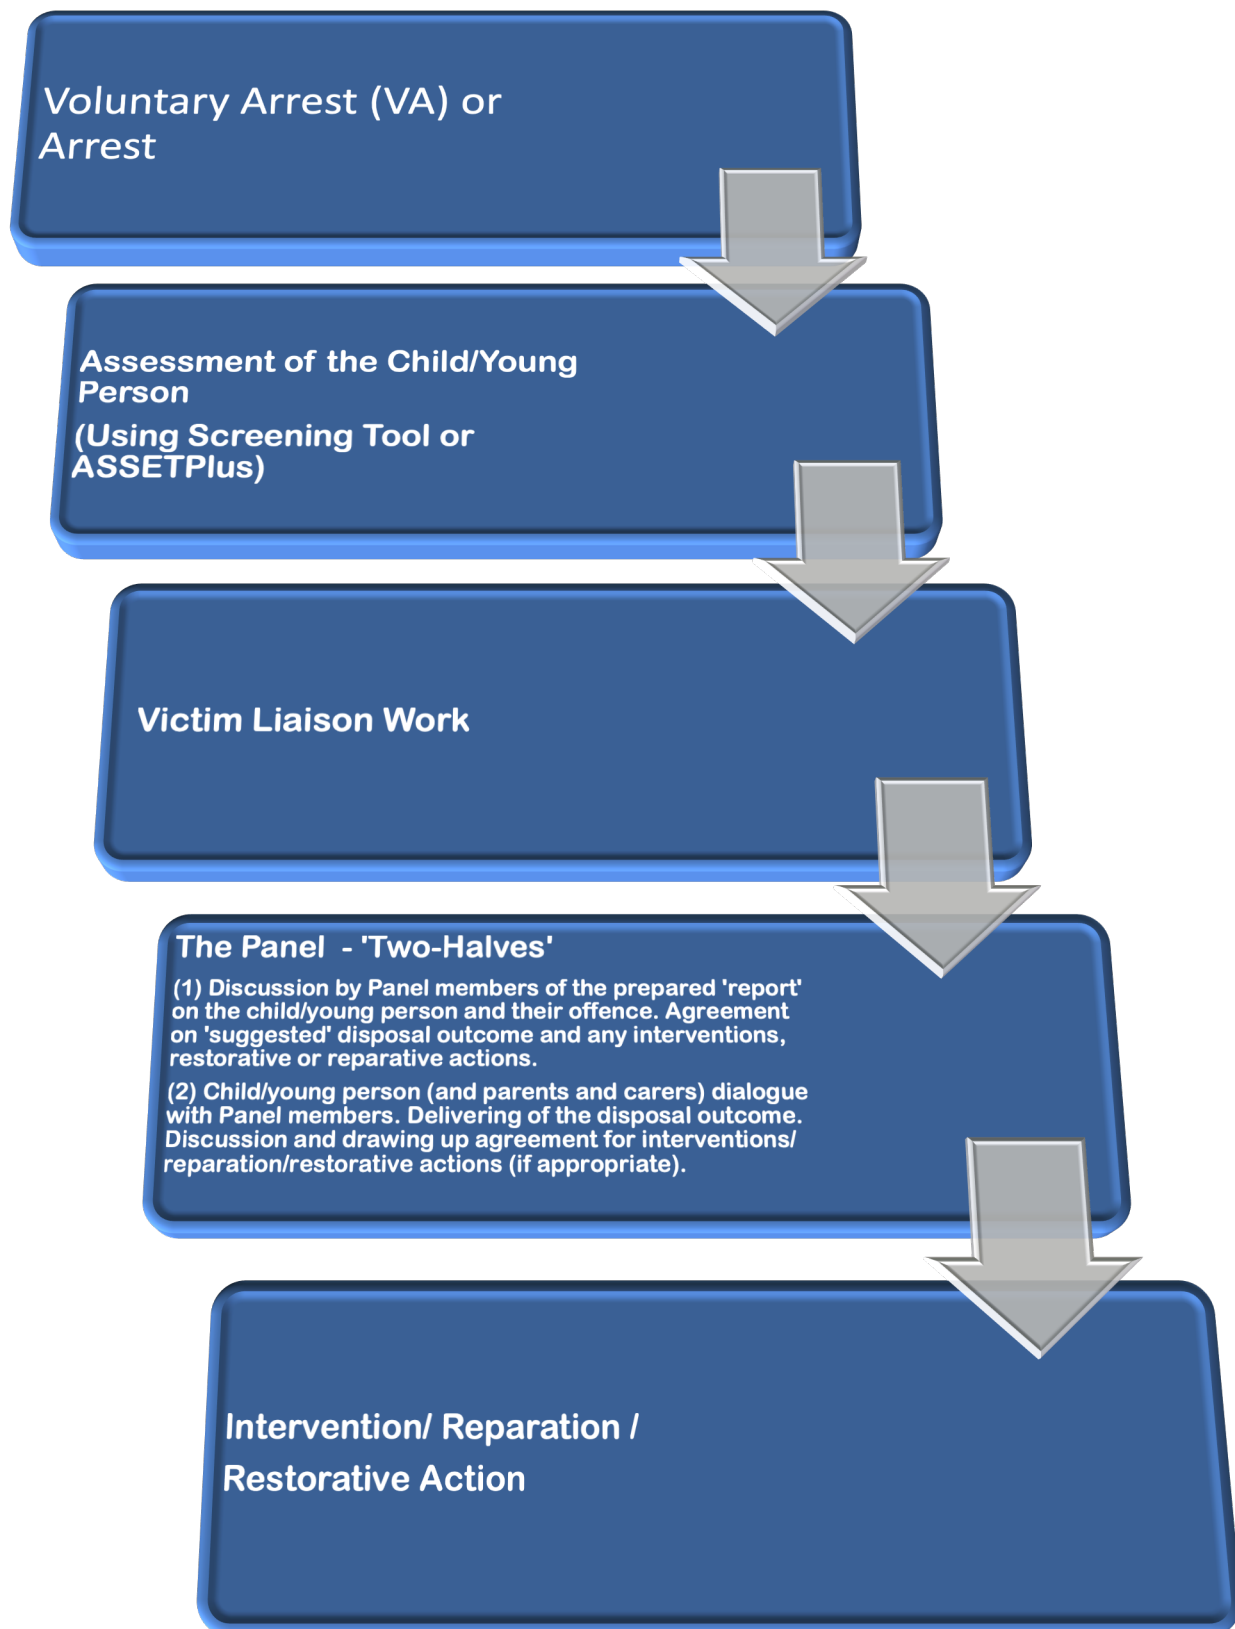 Voluntary Arrest (VA) or
Arrest
Assessment of the Child/Young
Person
(Using Screening Tool or
ASSETPlus)
Victim Liaison Work
The Panel - 'Two-Halves'
(1) Discussion by Panel members of the prepared 'report'
on the child/young person and their offence. Agreement
on 'suggested' disposal outcome and any interventions,
restorative or reparative actions.
(2) Child/young person (and parents and carers) dialogue
with Panel members. Delivering of the disposal outcome.
Discussion and drawing up agreement for interventions/
reparation/restorative actions (if appropriate).
Intervention/ Reparation /
Restorative Action